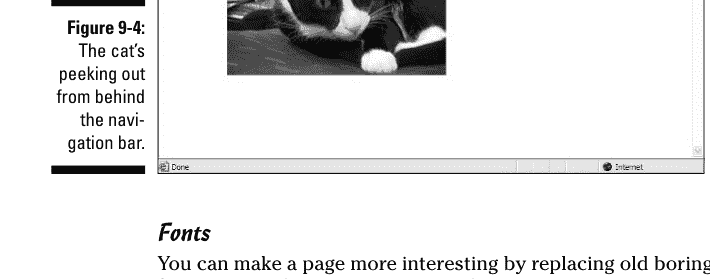 Figure 9-4:
The cat's
peeking out
from behind
the navi-
gation bar.
Done
Internet
Fonts
You can make a page more interesting by replacing old boring